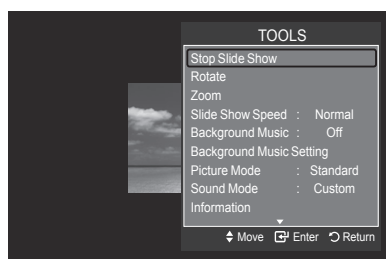 TOOLS
Stop Slide Show
Rotate
Zoom
Slide Show Speed : Normal
Background Music : Off
Background Music Setting
Picture Mode : Standard
Sound Mode : Custom
Information
Move Enter Return